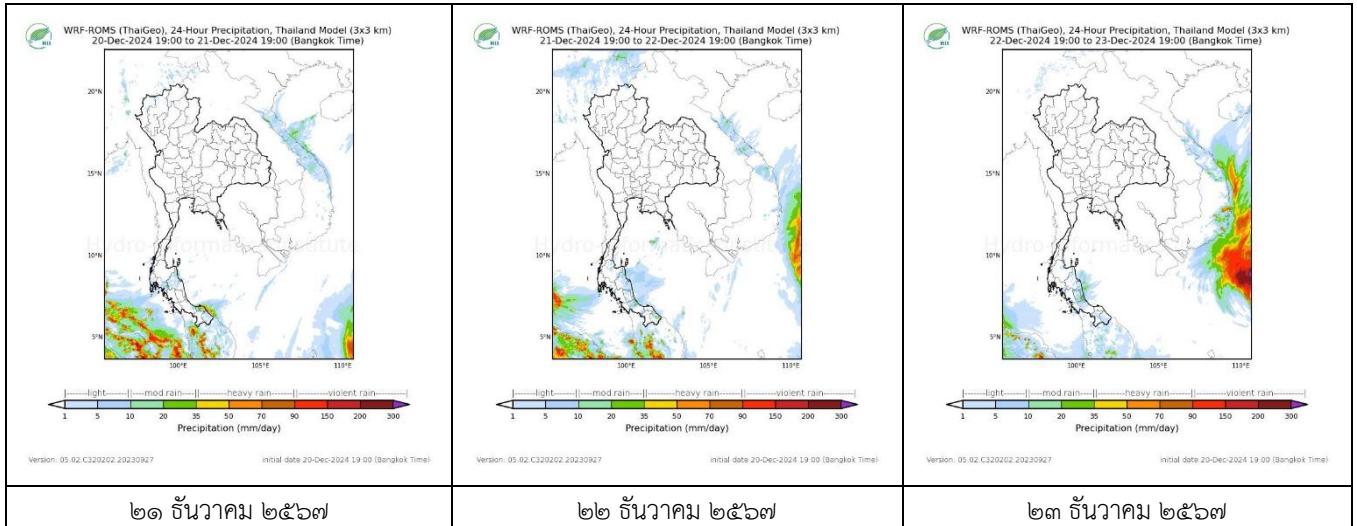 WRF-ROMS (ThaiGeo), 24-Hour Precipitation, Thailand Model (3x3 km)
20-Dec-2024 19:00 to 21-Dec-2024 19:00 (Bangkok Time)
20°N
15°N
10°N
5°N
100°E
105°E
110°E
Hydro-Informatics Institute
light
mod rain
heavy rain
violent rain
1 5 10 20 35 50 70 90 150 200 300
Precipitation (mm/day)
Version: 05.02.C320202.20230927
initial date 20-Dec-2024 19:00 (Bangkok Time)
๒๑ ธันวาคม ๒๕๖๗
WRF-ROMS (ThaiGeo), 24-Hour Precipitation, Thailand Model (3x3 km)
21-Dec-2024 19:00 to 22-Dec-2024 19:00 (Bangkok Time)
20°N
15°N
10°N
5°N
100°E
105°E
110°E
Hydro-Informatics Institute
light
mod rain
heavy rain
violent rain
1 5 10 20 35 50 70 90 150 200 300
Precipitation (mm/day)
Version: 05.02.C320202.20230927
initial date 20-Dec-2024 19:00 (Bangkok Time)
๒๒ ธันวาคม ๒๕๖๗
WRF-ROMS (ThaiGeo), 24-Hour Precipitation, Thailand Model (3x3 km)
22-Dec-2024 19:00 to 23-Dec-2024 19:00 (Bangkok Time)
20°N
15°N
10°N
5°N
100°E
105°E
110°E
Hydro-Informatics Institute
light
mod rain
heavy rain
violent rain
1 5 10 20 35 50 70 90 150 200 300
Precipitation (mm/day)
Version: 05.02.C320202.20230927
initial date 20-Dec-2024 19:00 (Bangkok Time)
๒๓ ธันวาคม ๒๕๖๗